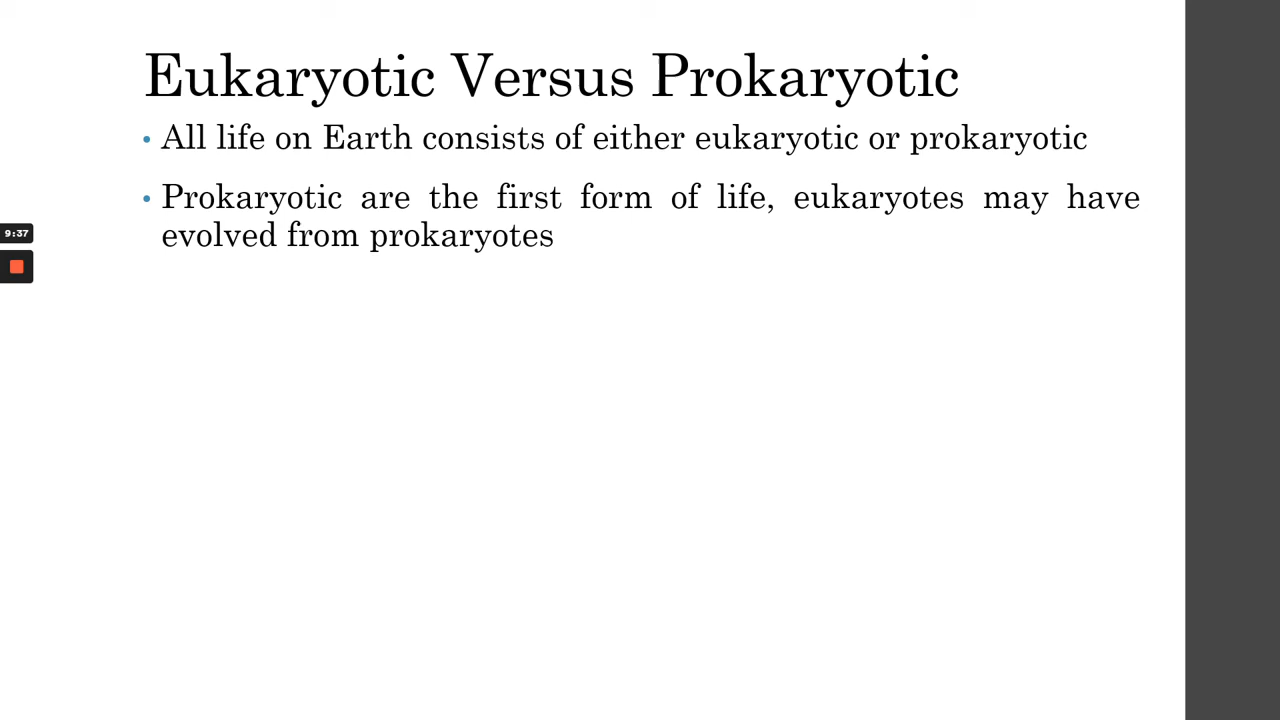 Eukaryotic Versus Prokaryotic
• All life on Earth consists of either eukaryotic or prokaryotic
• Prokaryotic are the first form of life, eukaryotes may have
evolved from prokaryotes
9:37